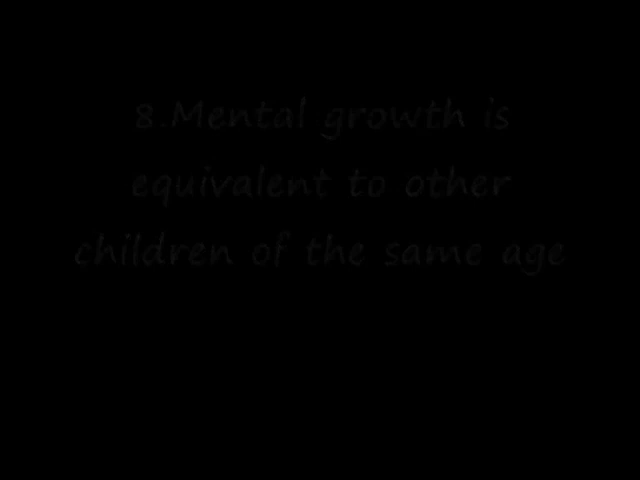 8.Mental growth is
equivalent to other
children of the same age